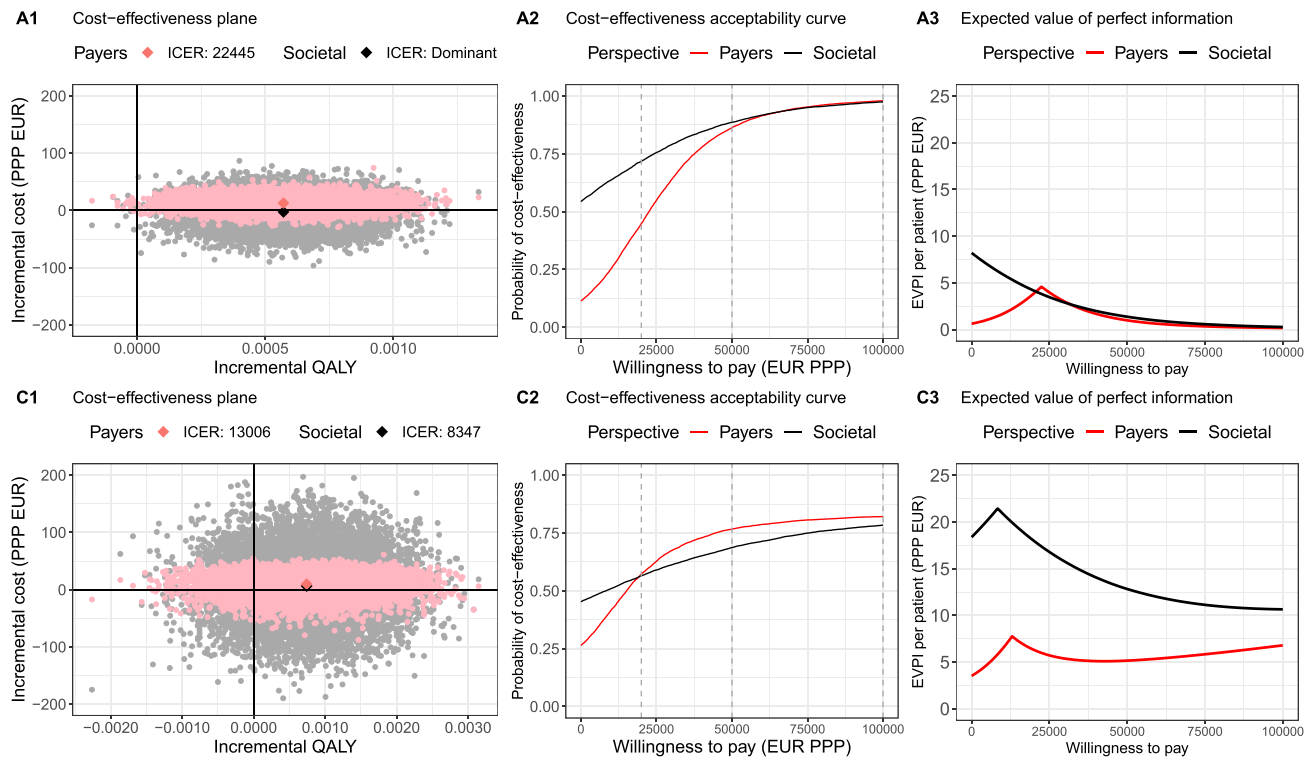 A1 Cost−effectiveness plane
Payers ICER: 22445 Societal ICER: Dominant
Incremental cost (PPP EUR)
200
100
0
−100
−200
0.0000 0.0005 0.0010
Incremental QALY
A2 Cost−effectiveness acceptability curve
Perspective Payers Societal
Probability of cost−effectiveness
1.00
0.75
0.50
0.25
0.00
0 25000 50000 75000 100000
Willingness to pay (EUR PPP)
A3 Expected value of perfect information
Perspective Payers Societal
EVPI per patient (PPP EUR)
25
20
15
10
5
0
0 25000 50000 75000 100000
Willingness to pay
C1 Cost−effectiveness plane
Payers ICER: 13006 Societal ICER: 8347
Incremental cost (PPP EUR)
200
100
0
−100
−200
−0.0020 −0.0010 0.0000 0.0010 0.0020 0.0030
Incremental QALY
C2 Cost−effectiveness acceptability curve
Perspective Payers Societal
Probability of cost−effectiveness
1.00
0.75
0.50
0.25
0.00
0 25000 50000 75000 100000
Willingness to pay (EUR PPP)
C3 Expected value of perfect information
Perspective Payers Societal
EVPI per patient (PPP EUR)
25
20
15
10
5
0
0 25000 50000 75000 100000
Willingness to pay